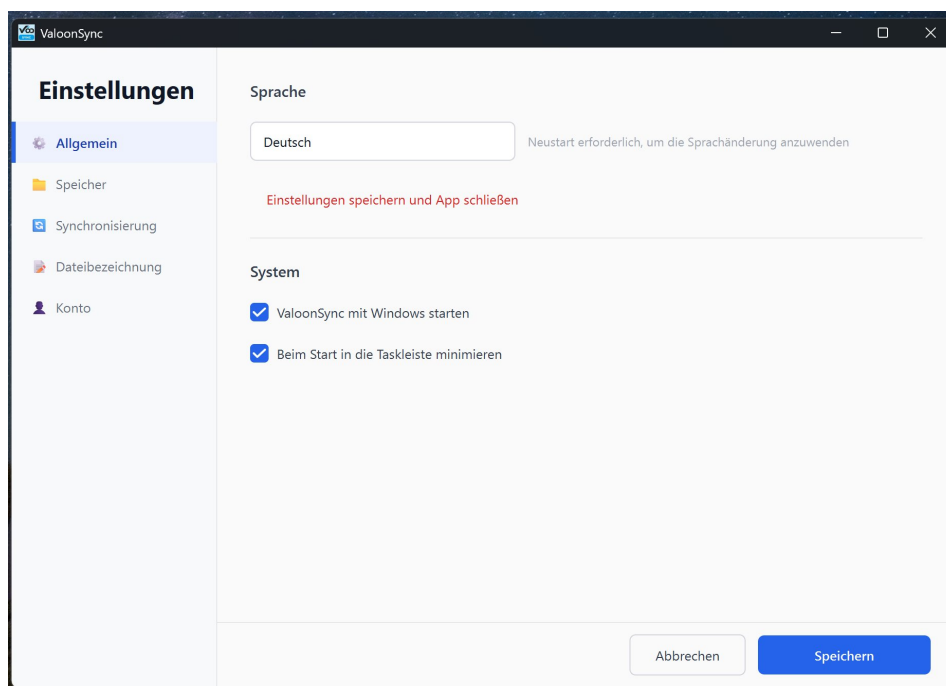 ValoonSync
Einstellungen
Allgemein
Speicher
Synchronisierung
Dateibezeichnung
Konto
Sprache
Deutsch
Neustart erforderlich, um die Sprachänderung anzuwenden
Einstellungen speichern und App schließen
System
ValoonSync mit Windows starten
Beim Start in die Taskleiste minimieren
Abbrechen
Speichern